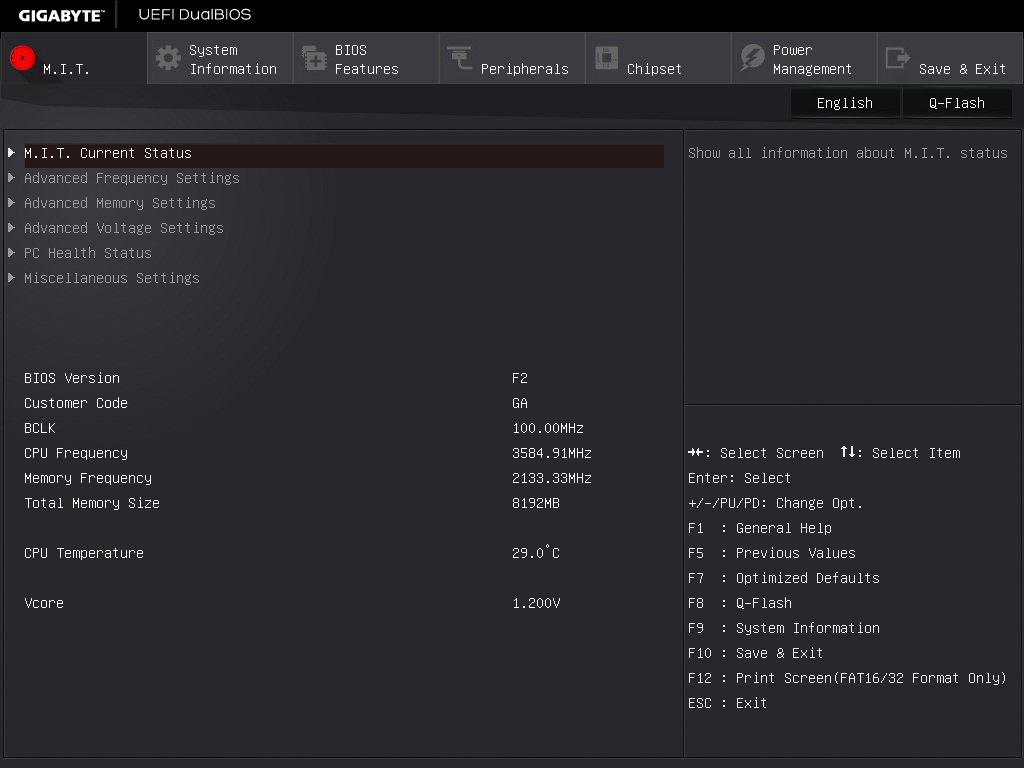 GIGABYTE™ UEFI DualBIOS
M.I.T.
System
Information
BIOS
Features
Peripherals
Chipset
Power
Management
Save & Exit
English
Q-Flash
M.I.T. Current Status
Advanced Frequency Settings
Advanced Memory Settings
Advanced Voltage Settings
PC Health Status
Miscellaneous Settings
BIOS Version F2
Customer Code GA
BCLK 100.00MHz
CPU Frequency 3584.91MHz
Memory Frequency 2133.33MHz
Total Memory Size 8192MB
CPU Temperature 29.0°C
Vcore 1.200V
Show all information about M.I.T. status
→←: Select Screen ↑↓: Select Item
Enter: Select
+/-/PU/PD: Change Opt.
F1 : General Help
F5 : Previous Values
F7 : Optimized Defaults
F8 : Q-Flash
F9 : System Information
F10 : Save & Exit
F12 : Print Screen(FAT16/32 Format Only)
ESC : Exit